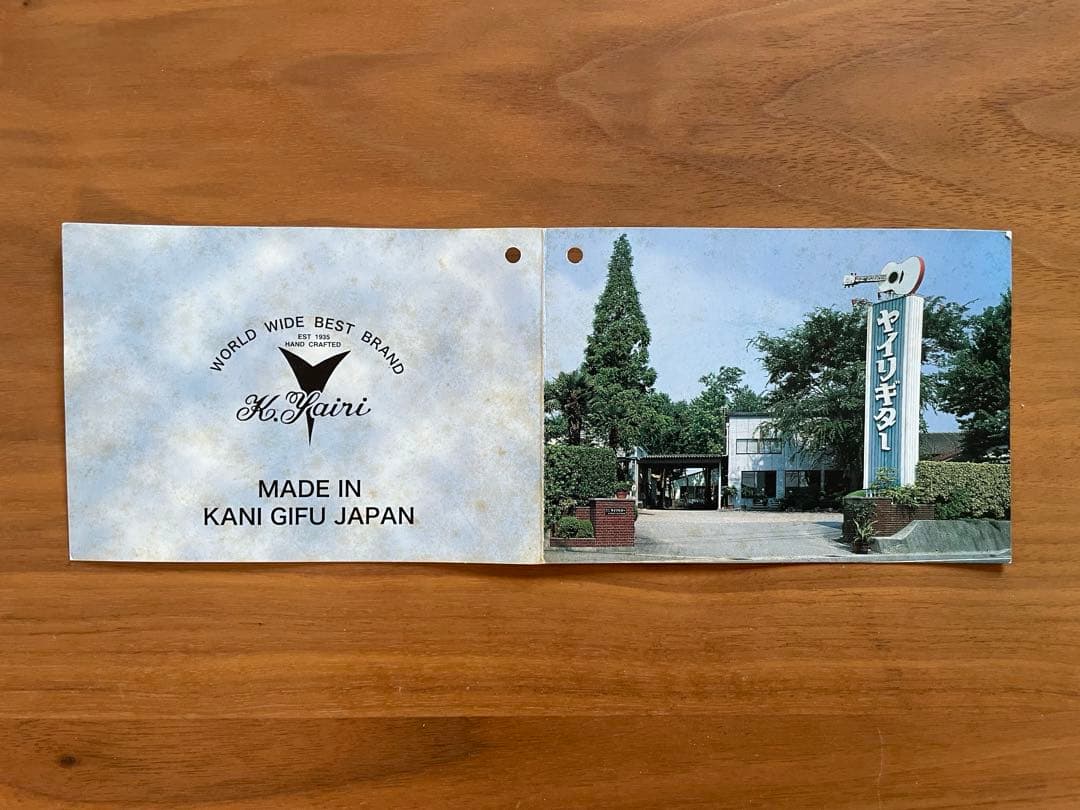 WORLD WIDE BEST BRAND
EST 1935
HAND CRAFTED
K.Yairi
MADE IN
KANI GIFU JAPAN
ヤイリギター